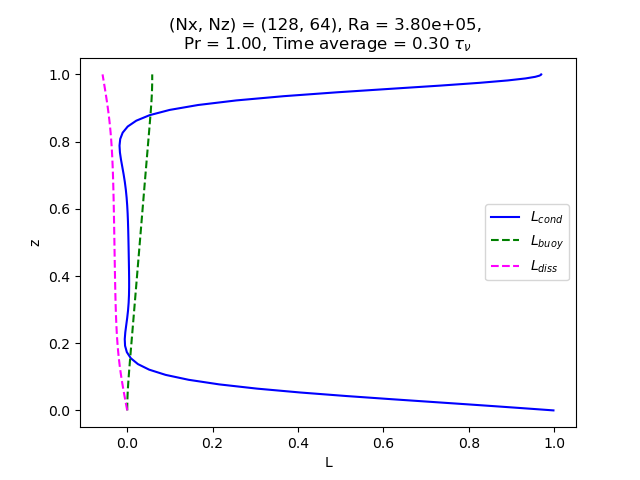 (Nx, Nz) = (128, 64), Ra = 3.80e+05,
Pr = 1.00, Time average = 0.30 τ_ν
1.0
0.8
0.6
0.4
0.2
0.0
z
L_cond
L_buoy
L_diss
0.0 0.2 0.4 0.6 0.8 1.0
L